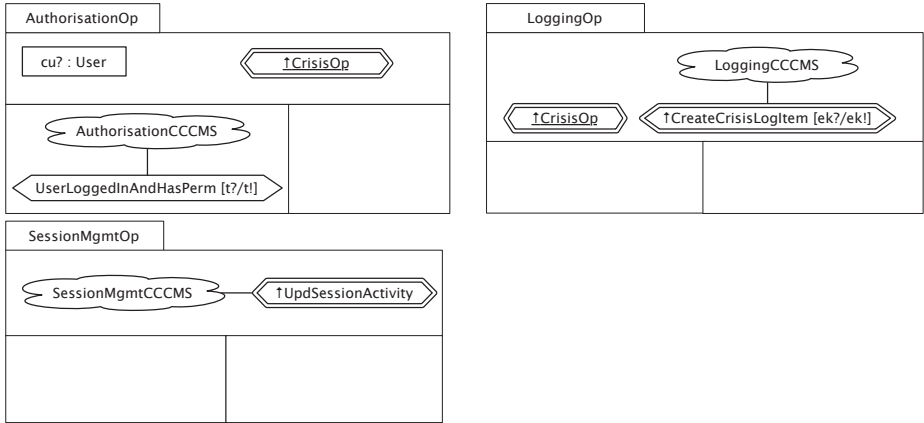 AuthorisationOp
cu? : User
↑CrisisOp
AuthorisationCCCMS
UserLoggedInAndHasPerm [t?/t!]
LoggingOp
LoggingCCCMS
↑CrisisOp
↑CreateCrisisLogItem [ek?/ek!]
SessionMgmtOp
SessionMgmtCCCMS
↑UpdSessionActivity